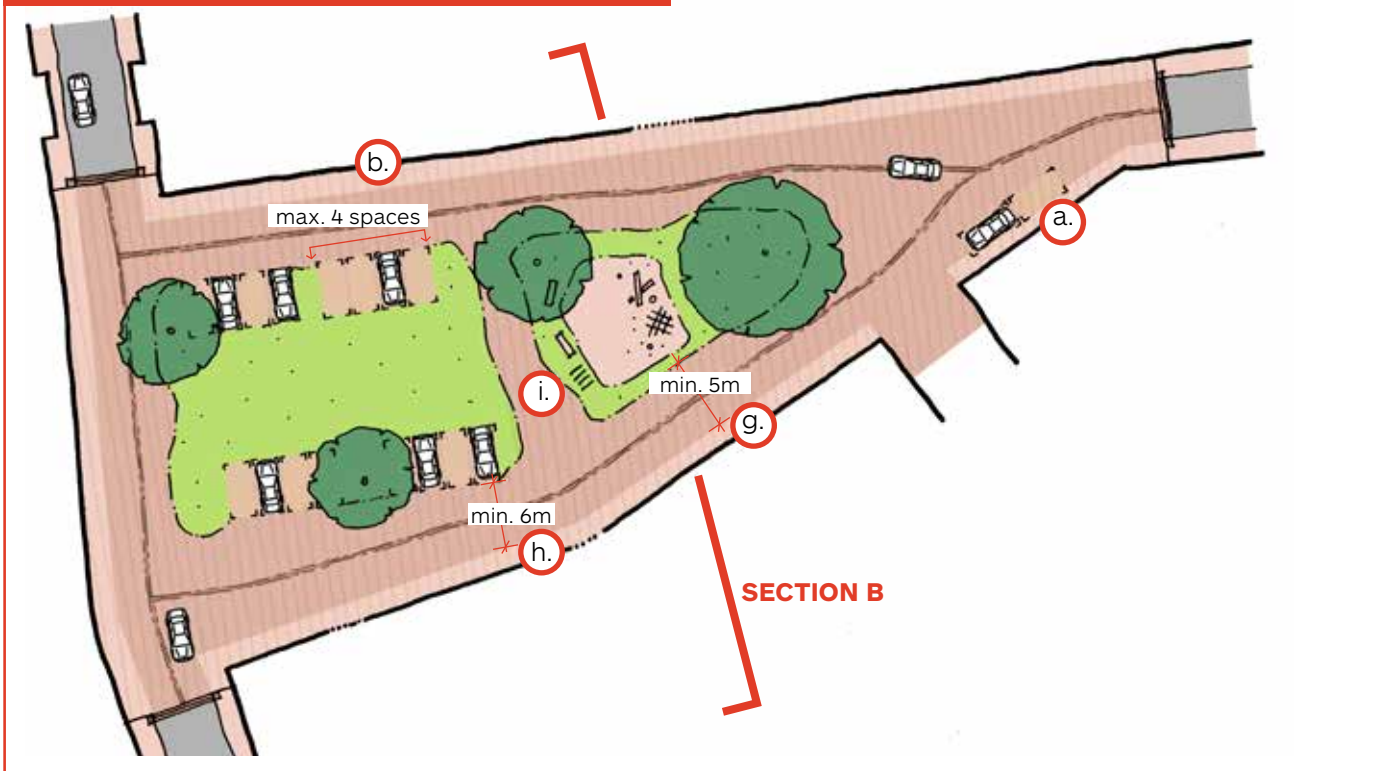 b.
max. 4 spaces
a.
i.
min. 5m
g.
min. 6m
h.
SECTION B